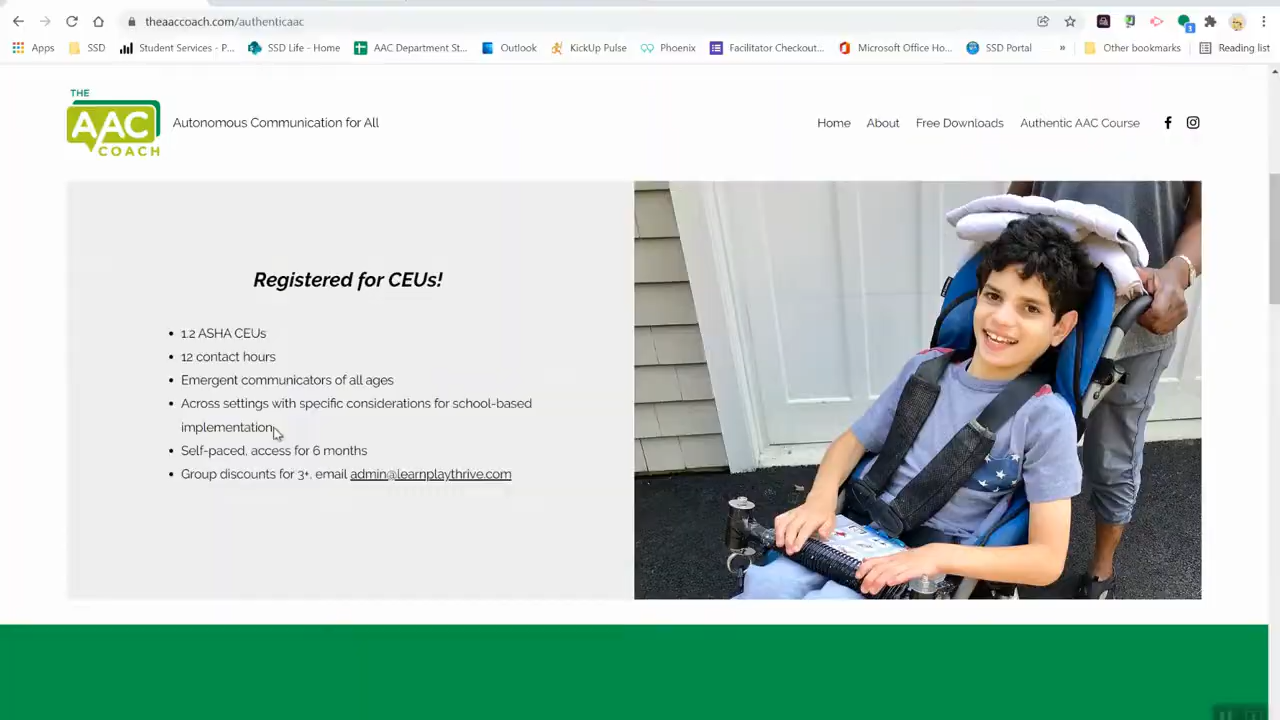 theaaccoach.com/authenticaac
Apps
SSD
Student Services - P...
SSD Life - Home
AAC Department St...
Outlook
KickUp Pulse
Phoenix
Facilitator Checkout...
Microsoft Office Ho...
SSD Portal
»
Other bookmarks
Reading list
THE
AAC
COACH
Autonomous Communication for All
Home
About
Free Downloads
Authentic AAC Course
Registered for CEUs!
• 1.2 ASHA CEUs
• 12 contact hours
• Emergent communicators of all ages
• Across settings with specific considerations for school-based
implementation
• Self-paced, access for 6 months
• Group discounts for 3+, email admin@learnplaythrive.com